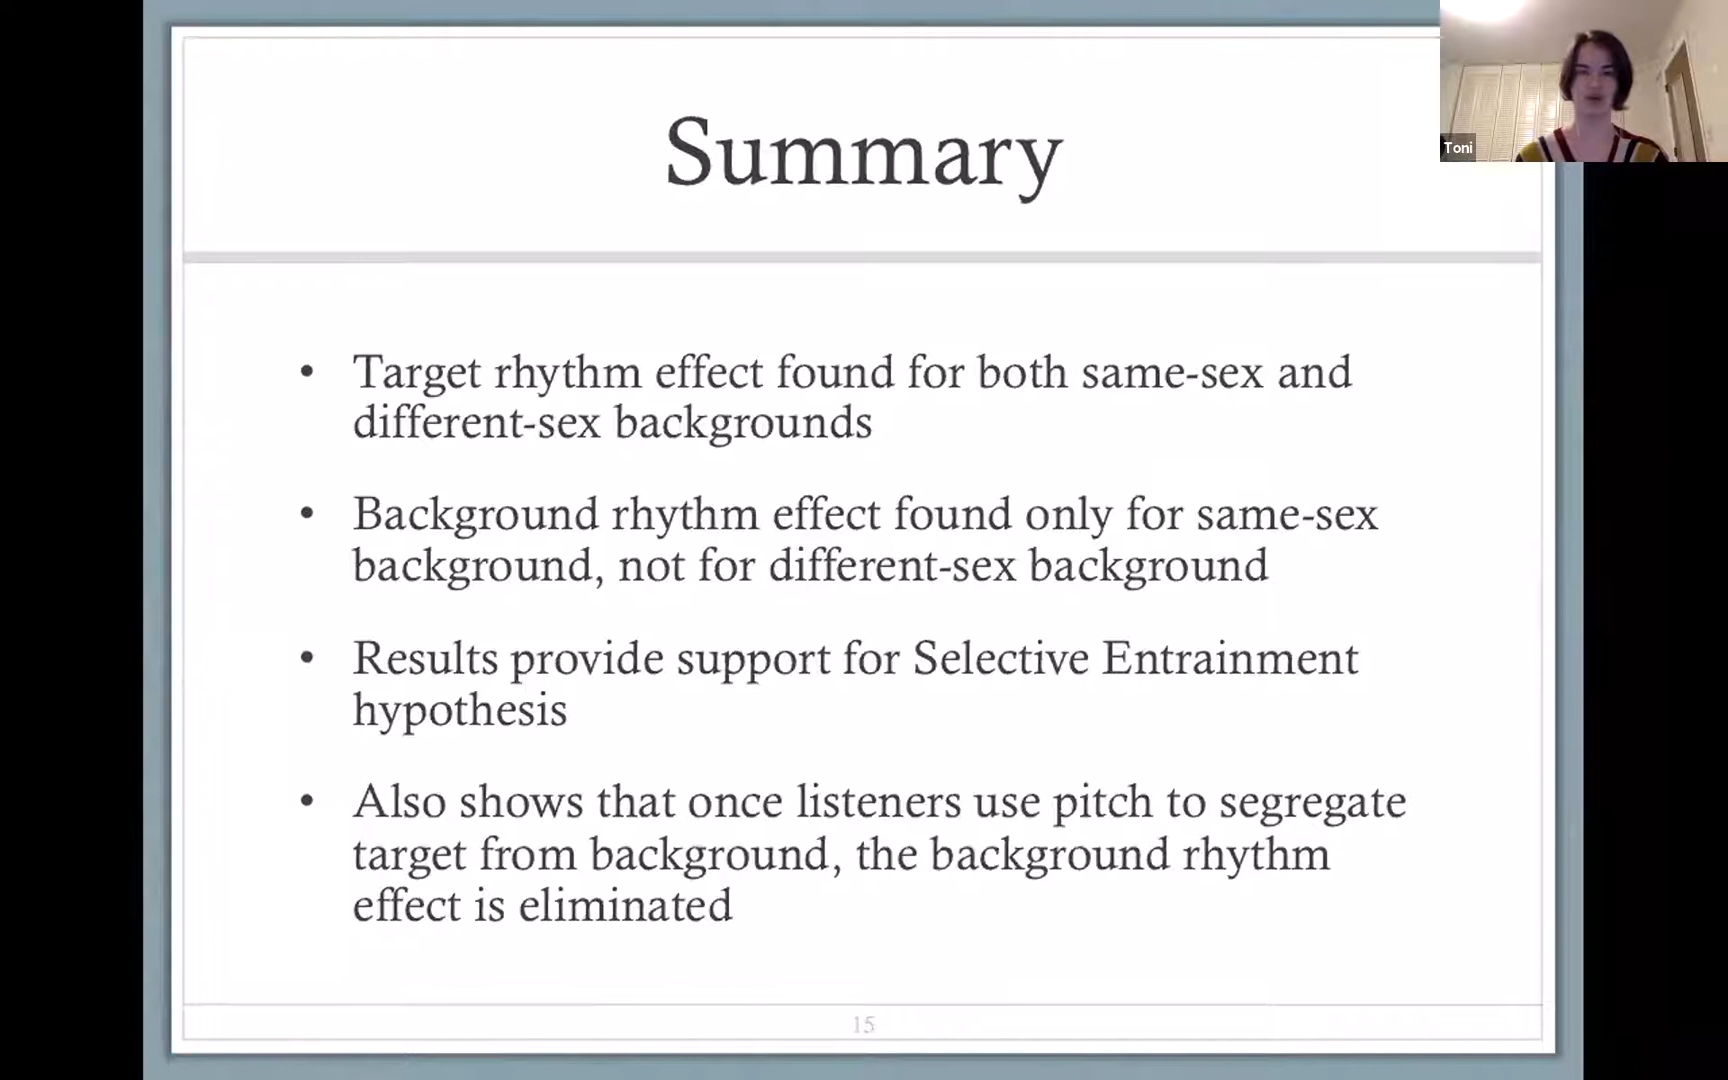 Summary
Toni
• Target rhythm effect found for both same-sex and
different-sex backgrounds
• Background rhythm effect found only for same-sex
background, not for different-sex background
• Results provide support for Selective Entrainment
hypothesis
• Also shows that once listeners use pitch to segregate
target from background, the background rhythm
effect is eliminated
15